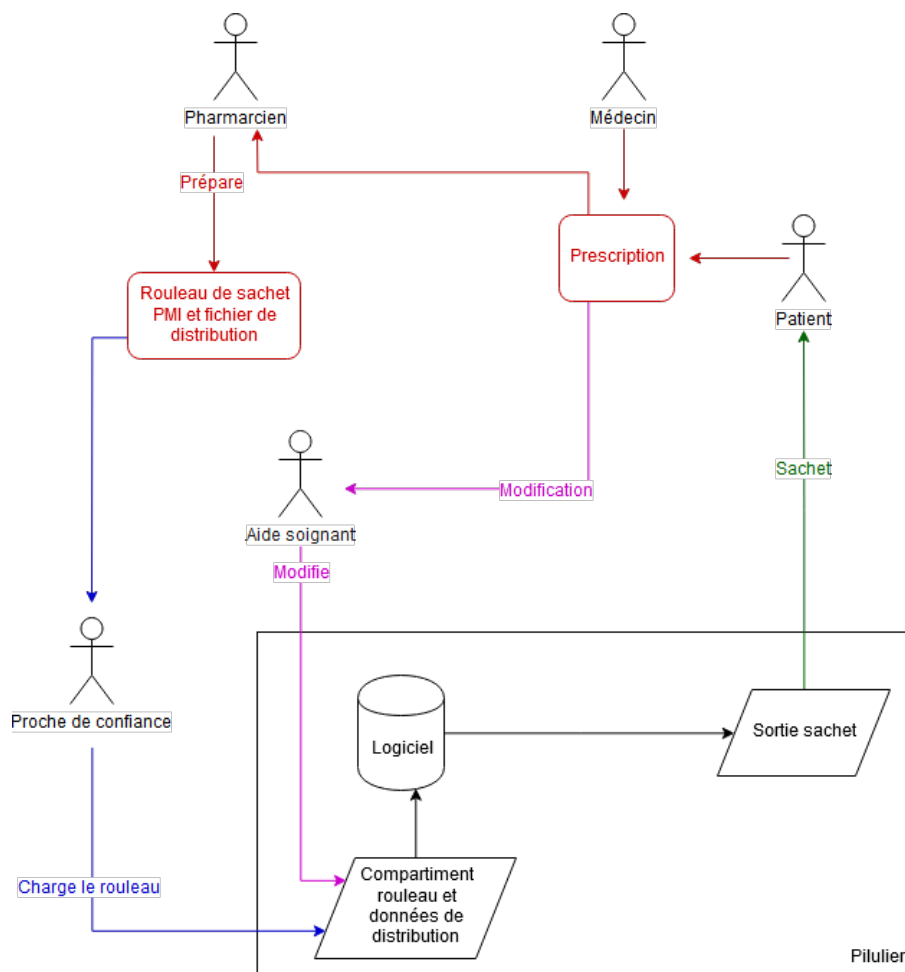 Pharmarcien
Médecin
Prépare
Prescription
Rouleau de sachet
PMI et fichier de
distribution
Patient
Sachet
Modification
Aide soignant
Modifie
Proche de confiance
Logiciel
Sortie sachet
Charge le rouleau
Compartiment
rouleau et
données de
distribution
Pilulier